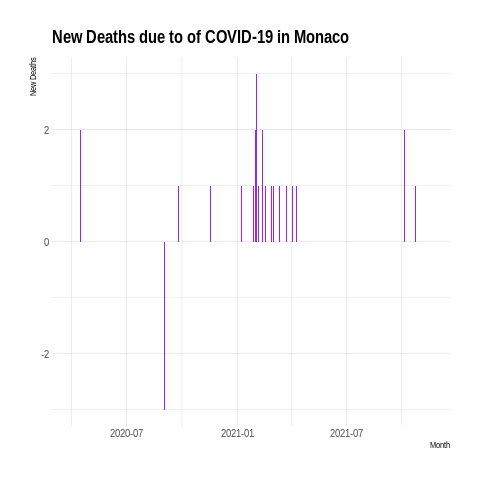 New Deaths due to of COVID-19 in Monaco
New Deaths
2
0
-2
2020-07
2021-01
2021-07
Month